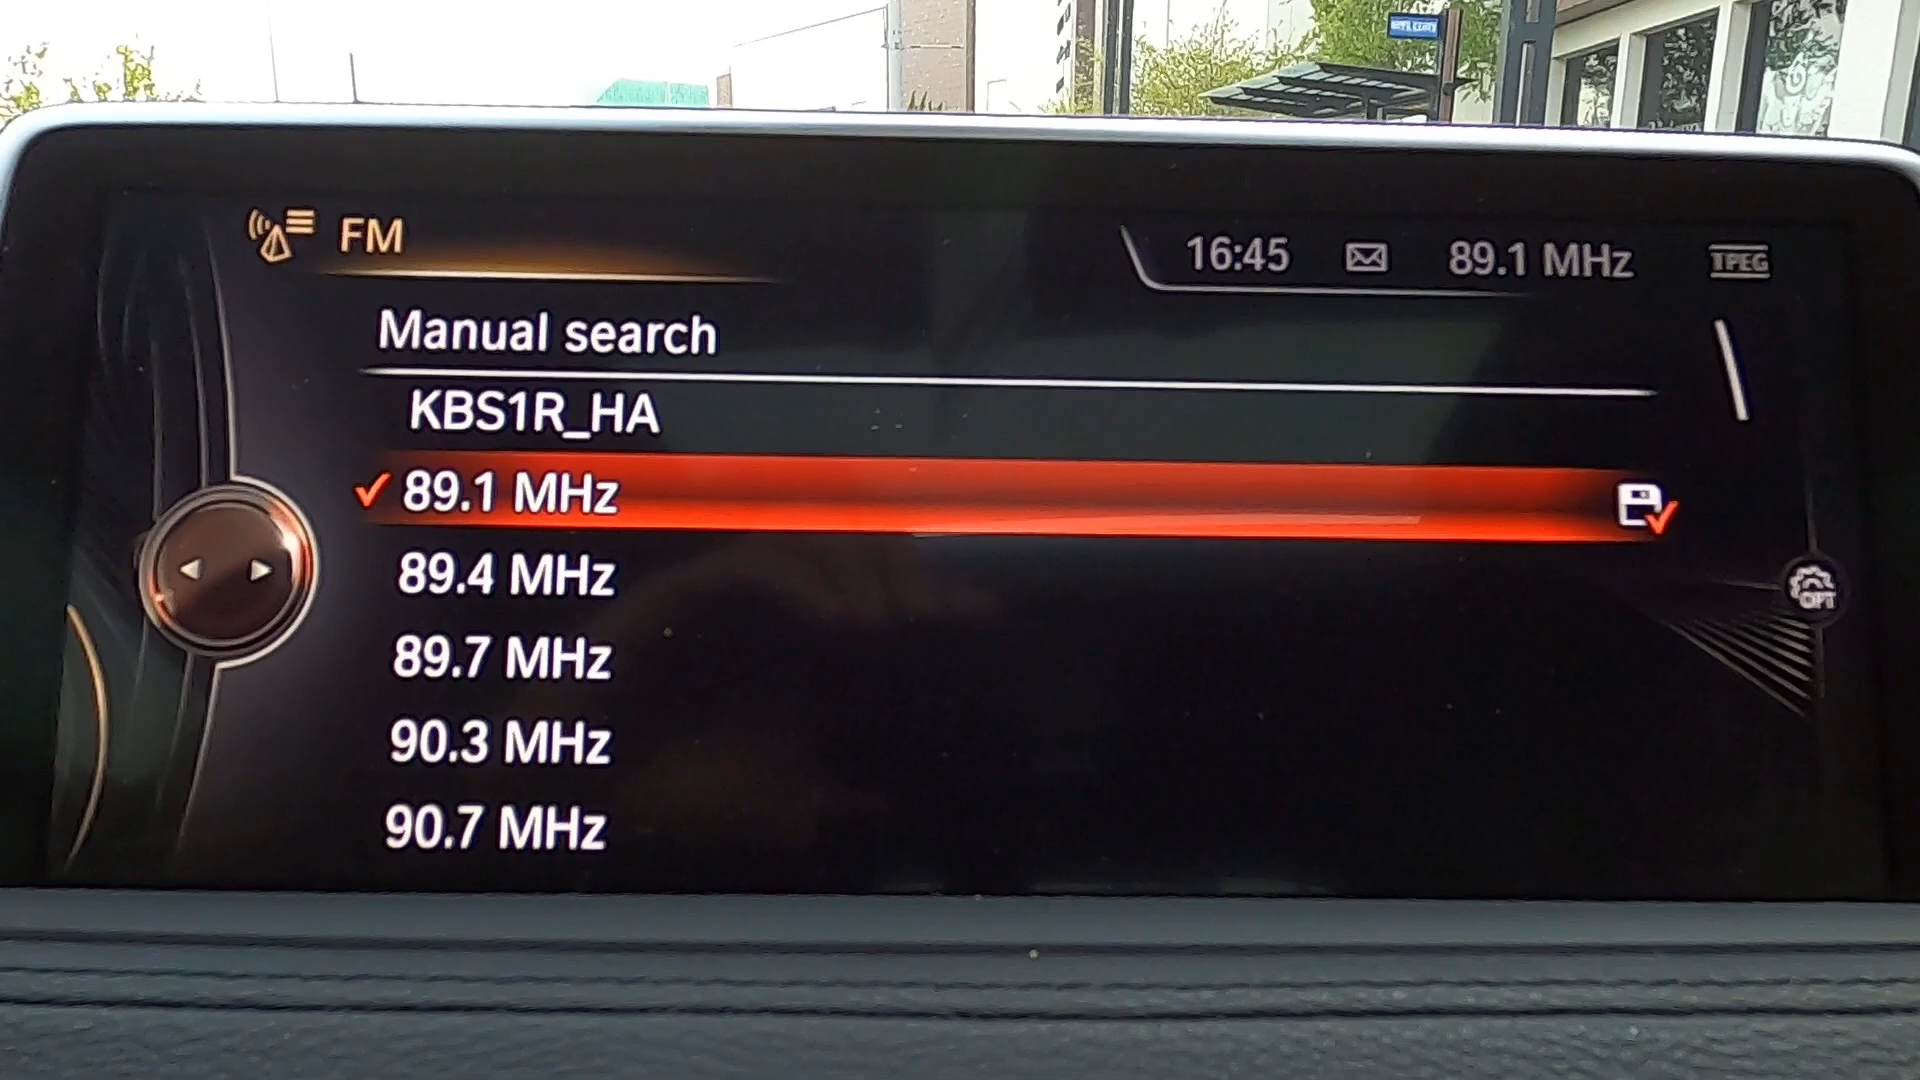 FM
16:45 89.1 MHz TPEG
Manual search
KBS1R_HA
89.1 MHz
89.4 MHz
89.7 MHz
90.3 MHz
90.7 MHz
OPT